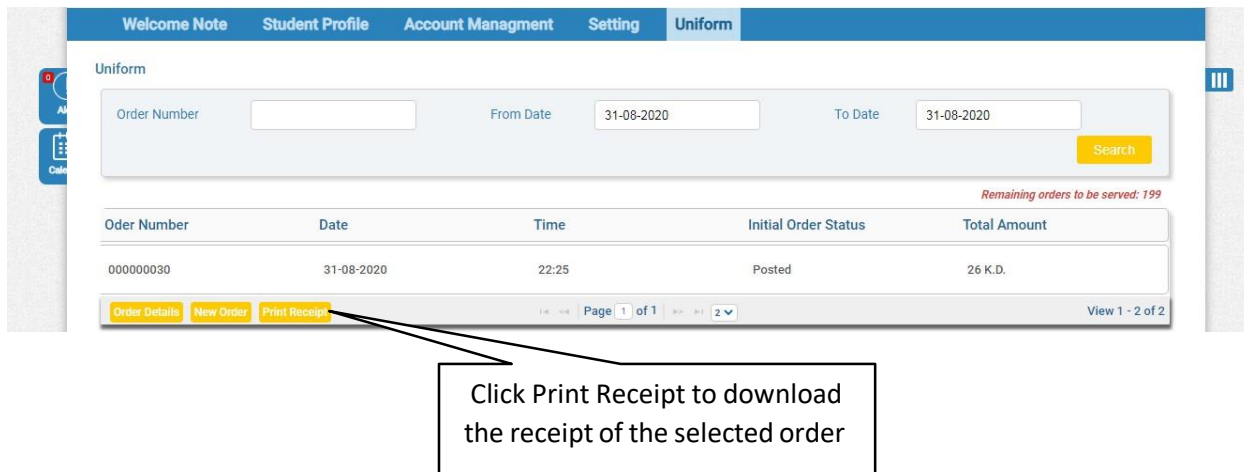 Welcome Note Student Profile Account Managment Setting Uniform
Uniform
0
Order Number From Date 31-08-2020 To Date 31-08-2020
Search
Remaining orders to be served: 199
Oder Number Date Time Initial Order Status Total Amount
000000030 31-08-2020 22:25 Posted 26 K.D.
Order Details New Order Print Receipt Page 1 of 1 2 View 1 - 2 of 2
Click Print Receipt to download
the receipt of the selected order